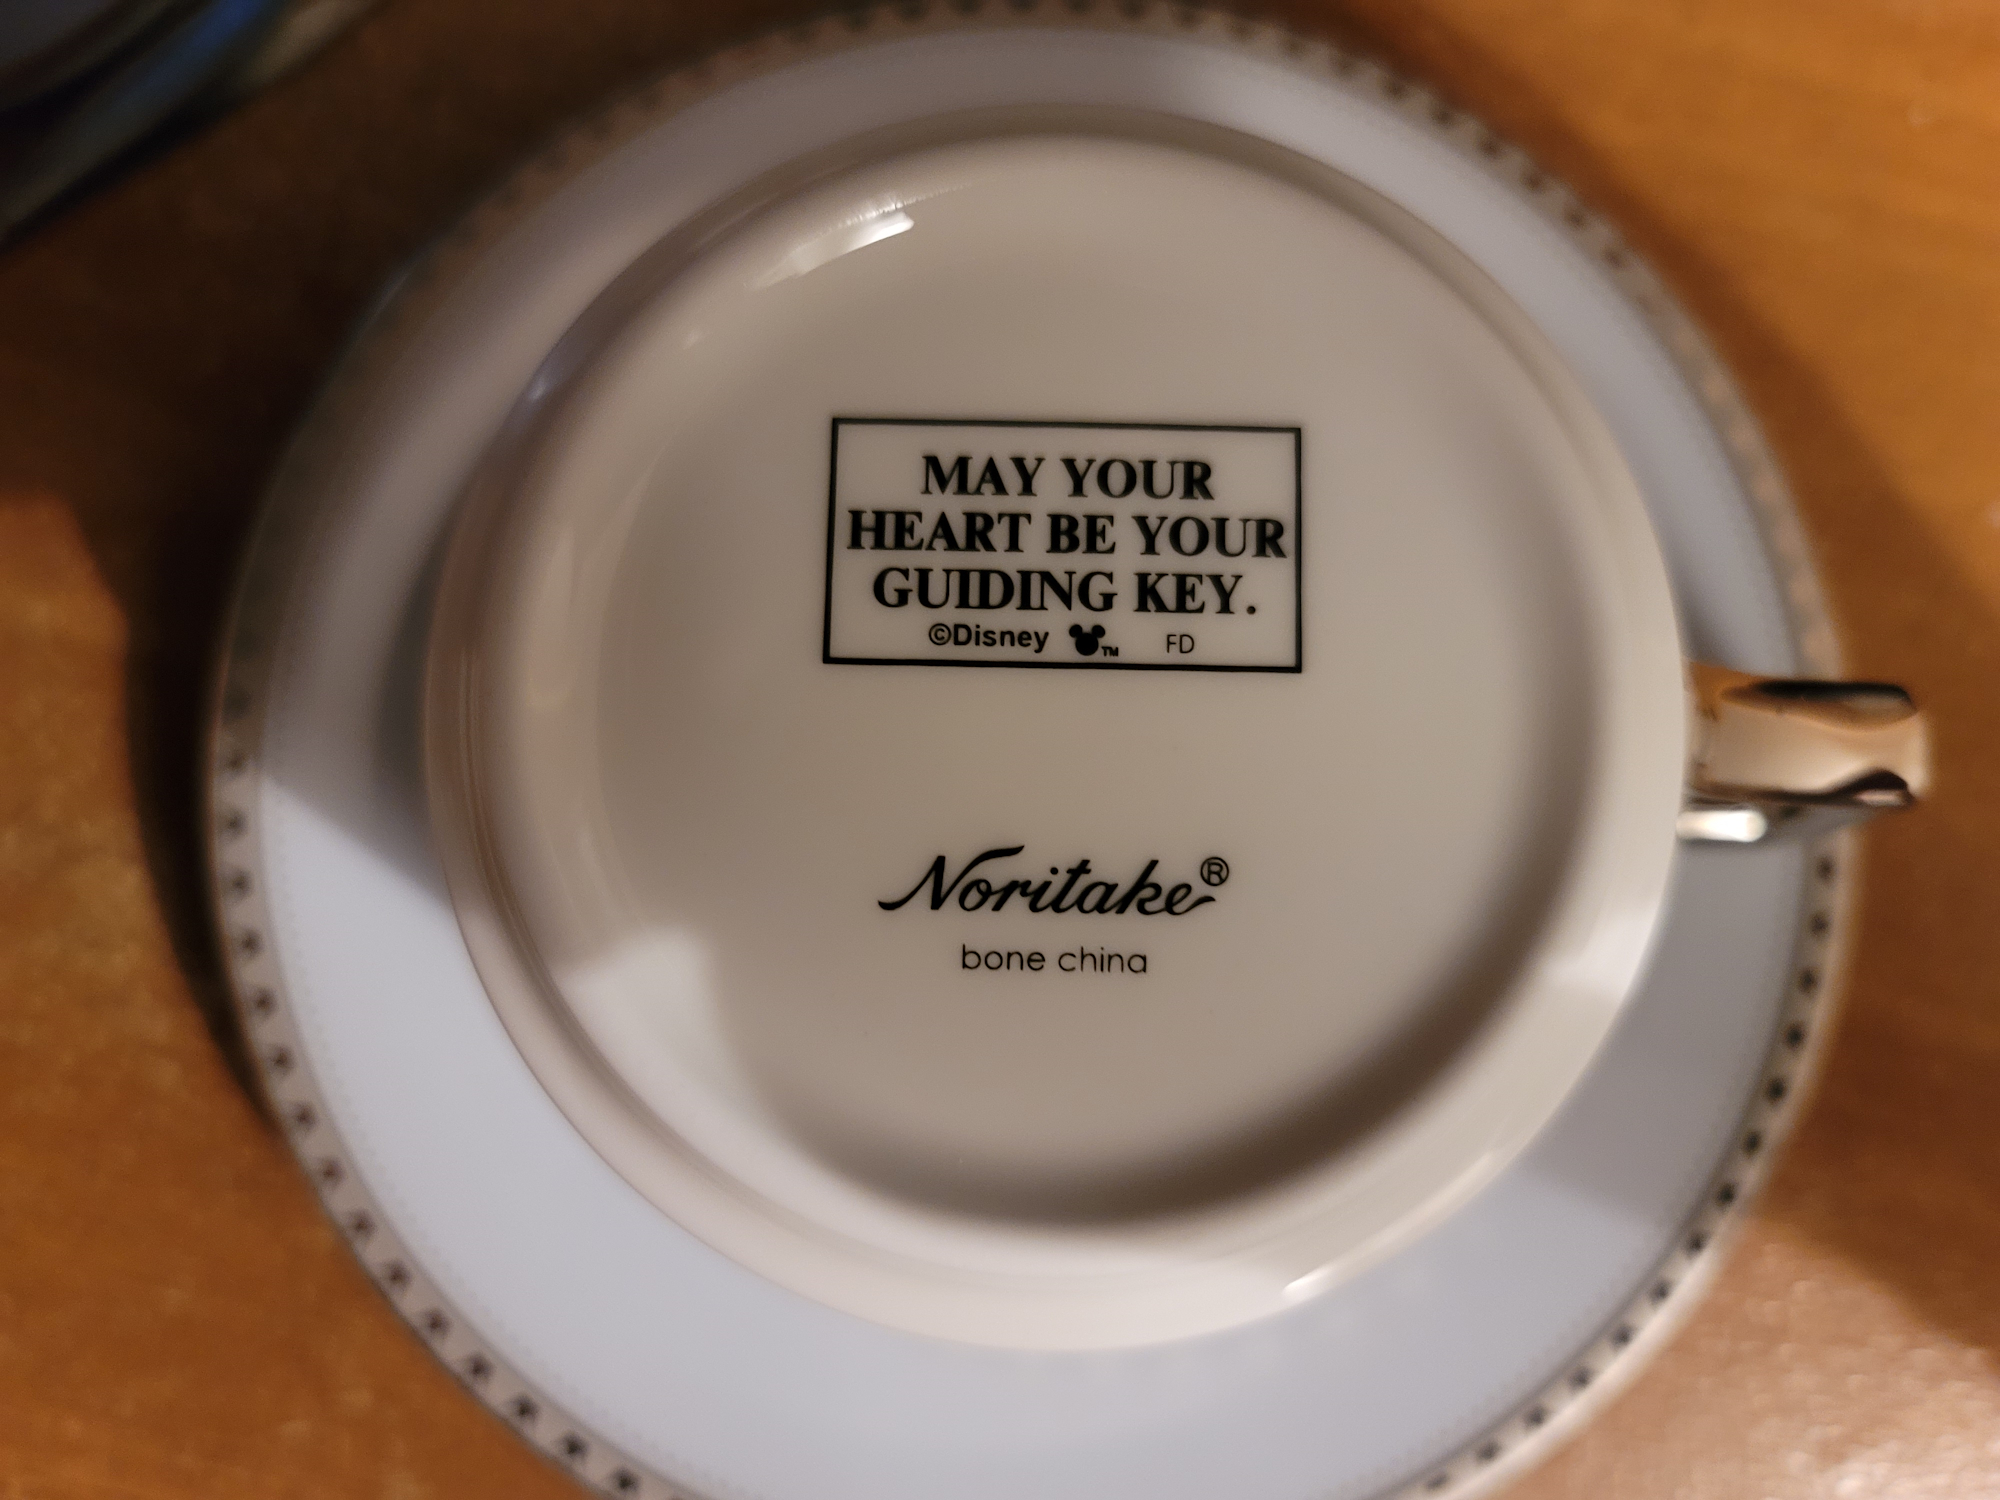 MAY YOUR
HEART BE YOUR
GUIDING KEY.
©Disney ™ FD
Noritake®
bone china